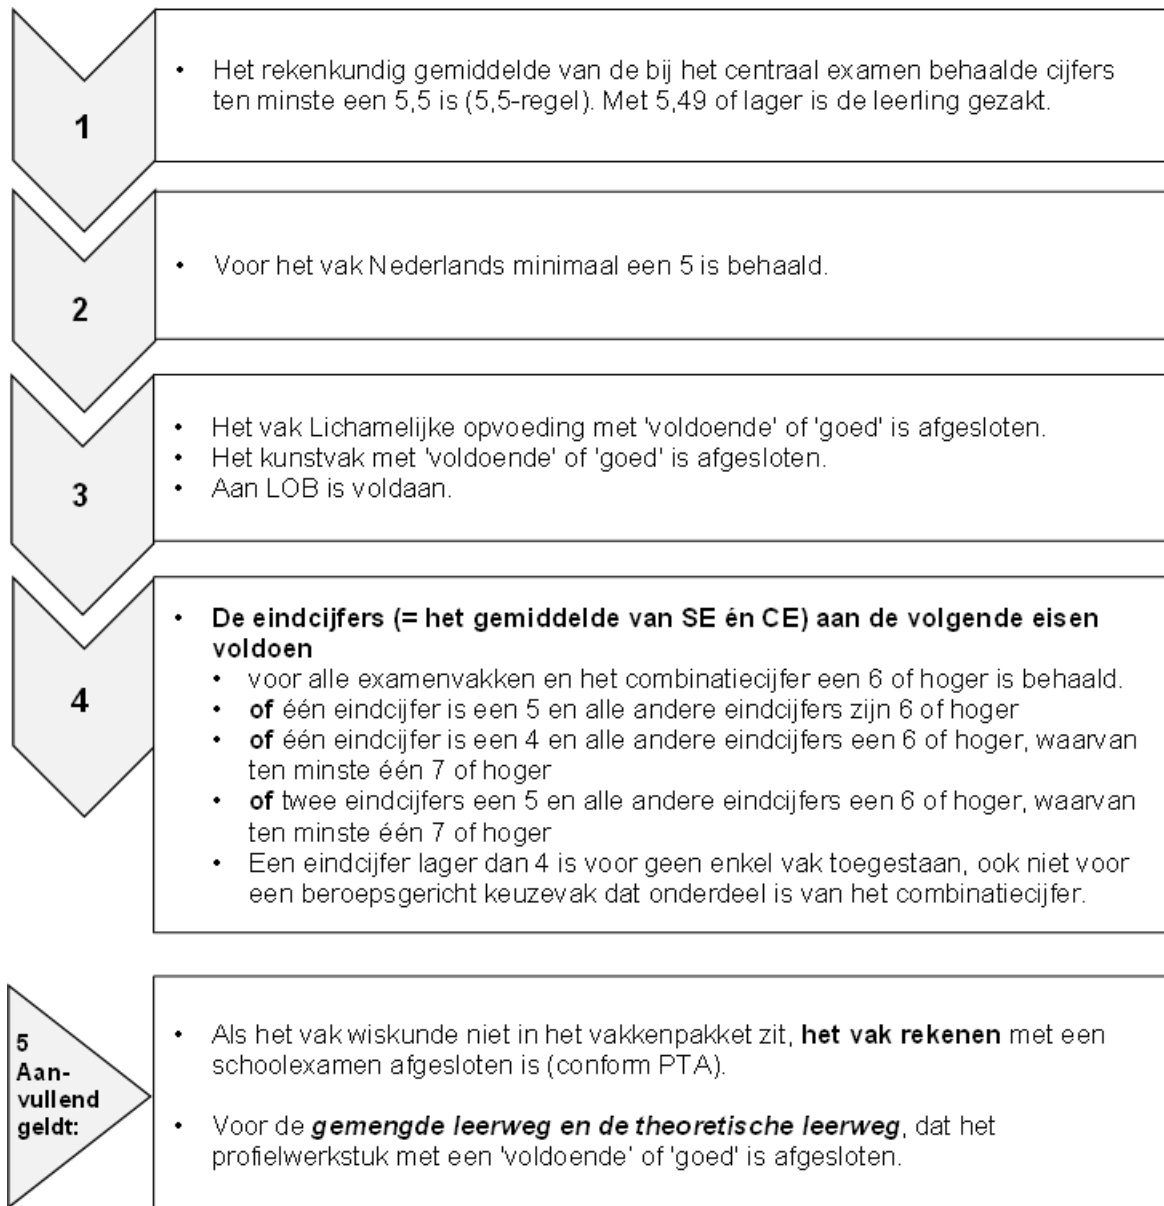 1
• Het rekenkundig gemiddelde van de bij het centraal examen behaalde cijfers
ten minste een 5,5 is (5,5-regel). Met 5,49 of lager is de leerling gezakt.
2
• Voor het vak Nederlands minimaal een 5 is behaald.
3
• Het vak Lichamelijke opvoeding met 'voldoende' of 'goed' is afgesloten.
• Het kunstvak met 'voldoende' of 'goed' is afgesloten.
• Aan LOB is voldaan.
4
• De eindcijfers (= het gemiddelde van SE én CE) aan de volgende eisen
voldoen
• voor alle examenvakken en het combinatiecijfer een 6 of hoger is behaald.
• of één eindcijfer is een 5 en alle andere eindcijfers zijn 6 of hoger
• of één eindcijfer is een 4 en alle andere eindcijfers een 6 of hoger, waarvan
ten minste één 7 of hoger
• of twee eindcijfers een 5 en alle andere eindcijfers een 6 of hoger, waarvan
ten minste één 7 of hoger
• Een eindcijfer lager dan 4 is voor geen enkel vak toegestaan, ook niet voor
een beroepsgericht keuzevak dat onderdeel is van het combinatiecijfer.
5
Aan-
vullend
geldt:
• Als het vak wiskunde niet in het vakkenpakket zit, het vak rekenen met een
schoolexamen afgesloten is (conform PTA).
• Voor de gemengde leerweg en de theoretische leerweg, dat het
profielwerkstuk met een 'voldoende' of 'goed' is afgesloten.